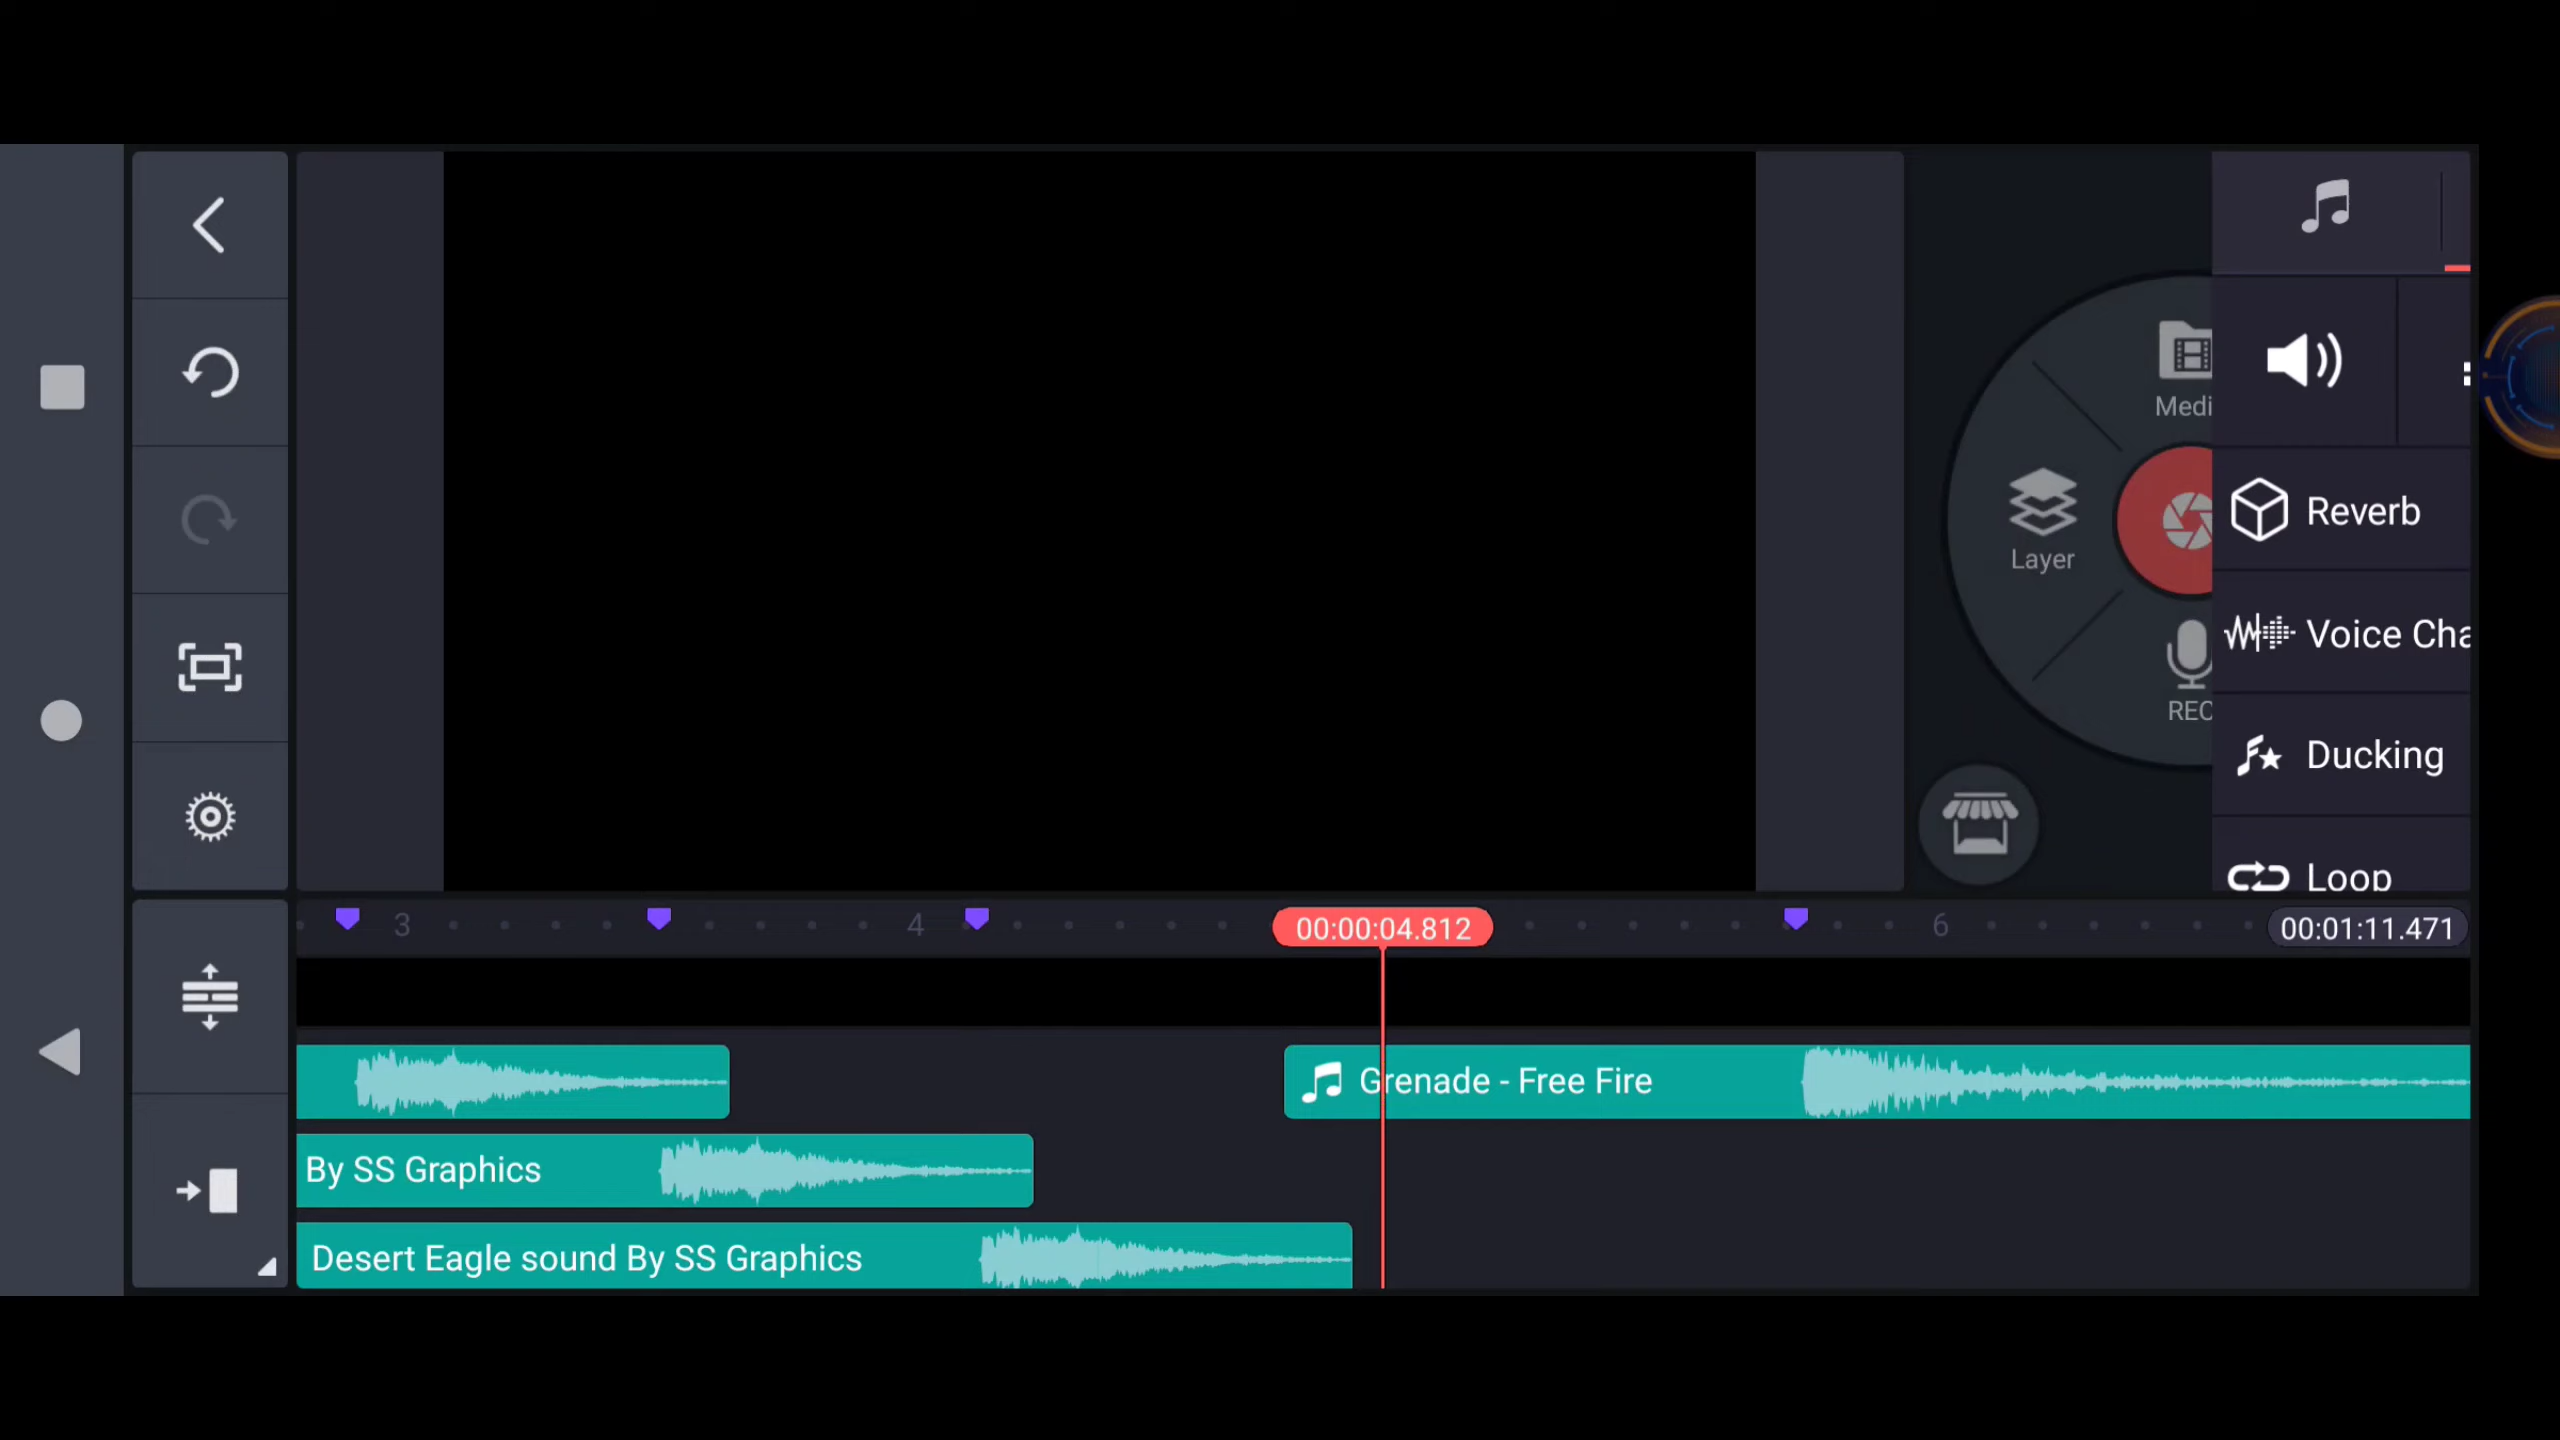 Medi
Layer
REC
Reverb
Voice Cha
Ducking
Loop
3
4
00:00:04.812
6
00:01:11.471
Grenade - Free Fire
By SS Graphics
Desert Eagle sound By SS Graphics